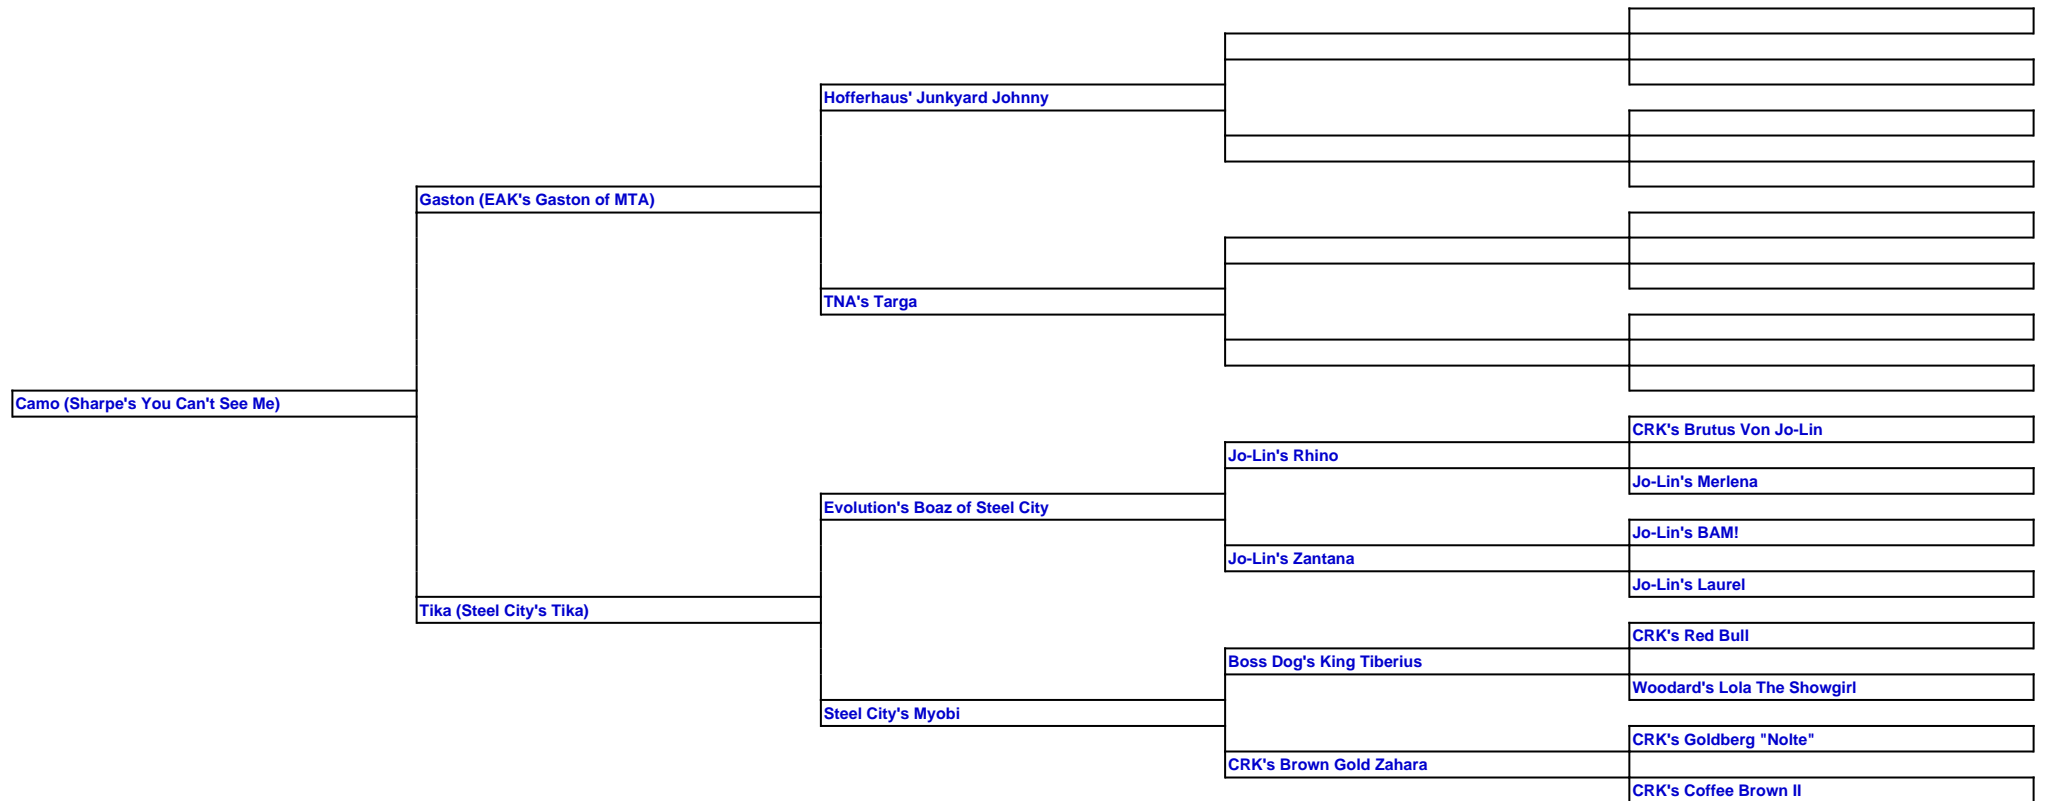 Hofferhaus' Junkyard Johnny
Gaston (EAK's Gaston of MTA)
TNA's Targa
Camo (Sharpe's You Can't See Me)
CRK's Brutus Von Jo-Lin
Jo-Lin's Rhino
Jo-Lin's Merlena
Evolution's Boaz of Steel City
Jo-Lin's BAM!
Jo-Lin's Zantana
Jo-Lin's Laurel
Tika (Steel City's Tika)
CRK's Red Bull
Boss Dog's King Tiberius
Woodard's Lola The Showgirl
Steel City's Myobi
CRK's Goldberg "Nolte"
CRK's Brown Gold Zahara
CRK's Coffee Brown II